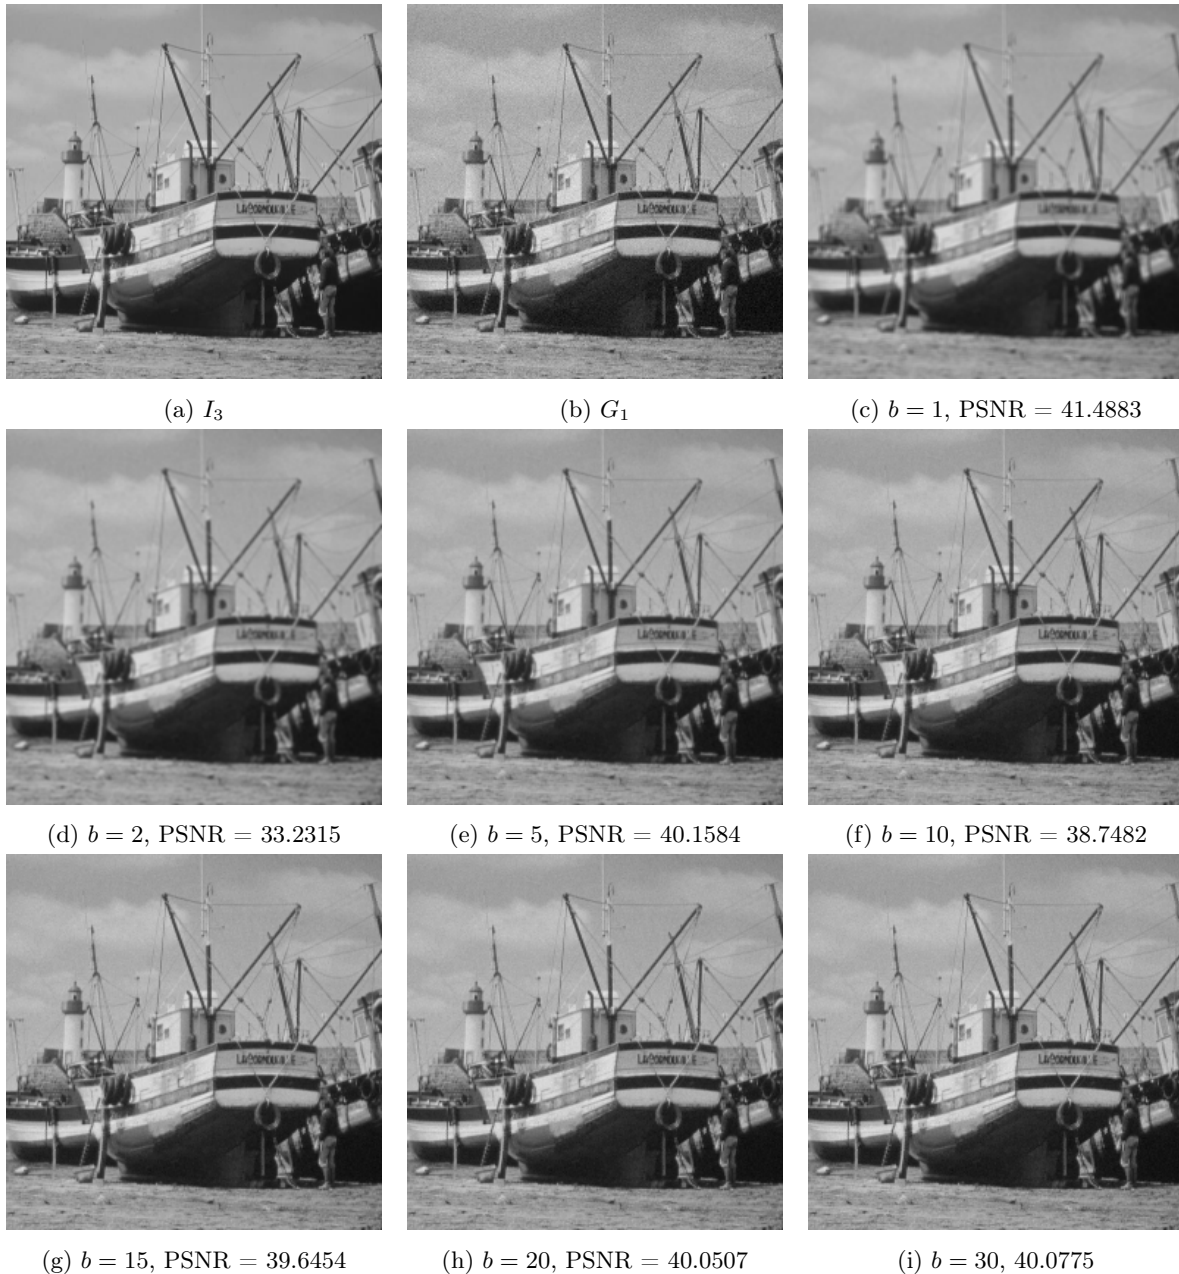 (a) I₃
(b) G₁
(c) b = 1, PSNR = 41.4883
(d) b = 2, PSNR = 33.2315
(e) b = 5, PSNR = 40.1584
(f) b = 10, PSNR = 38.7482
(g) b = 15, PSNR = 39.6454
(h) b = 20, PSNR = 40.0507
(i) b = 30, 40.0775